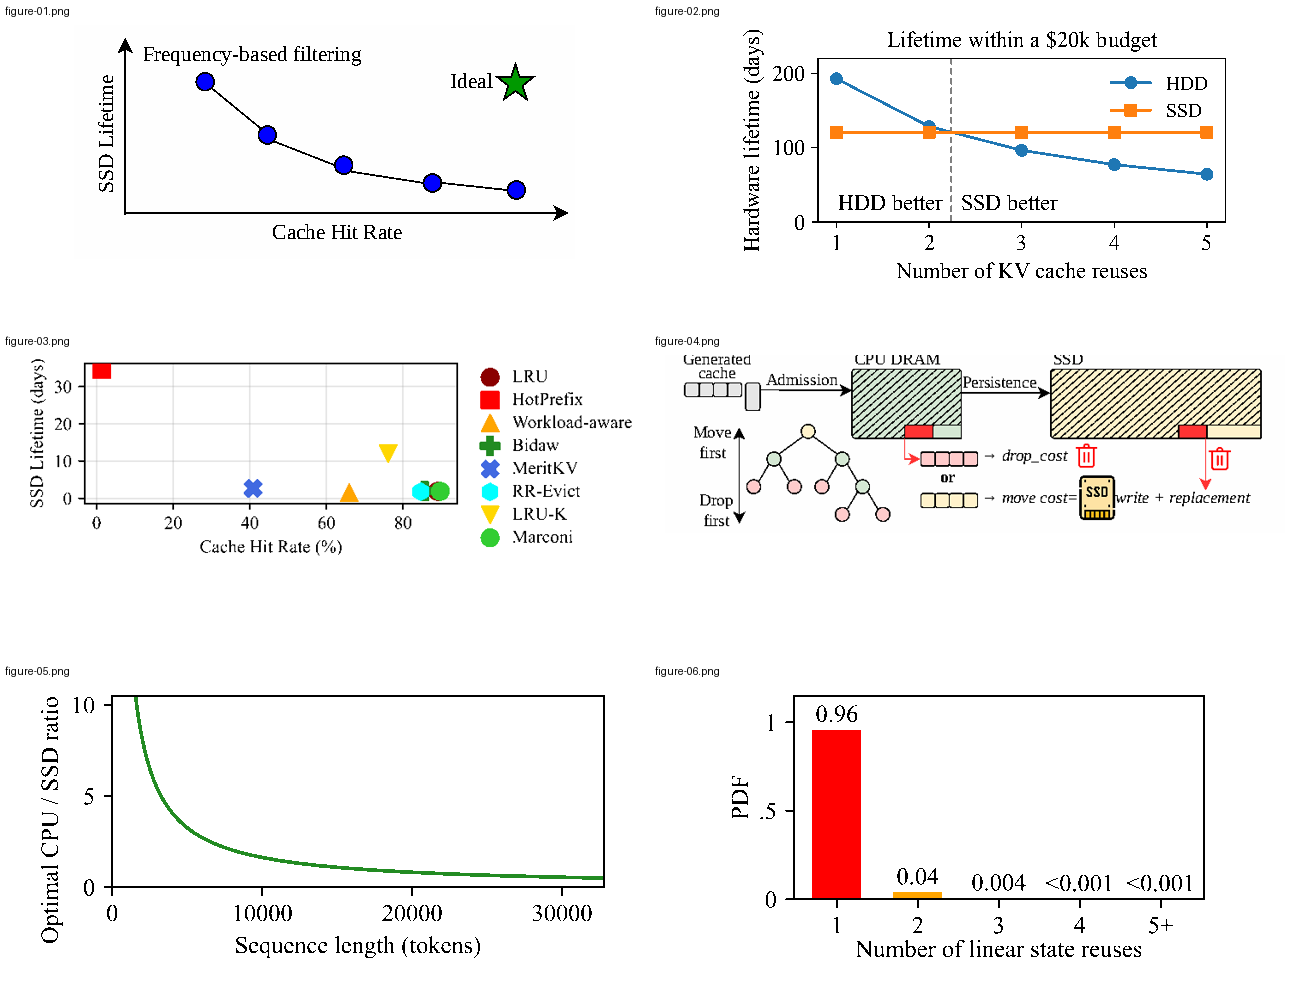 figure-01.png
Frequency-based filtering
Ideal
SSD Lifetime
Cache Hit Rate
figure-02.png
Lifetime within a $20k budget
Hardware lifetime (days)
200
100
0
HDD
SSD
HDD better
SSD better
1 2 3 4 5
Number of KV cache reuses
figure-03.png
SSD Lifetime (days)
30
20
10
0
0 20 40 60 80
Cache Hit Rate (%)
LRU
HotPrefix
Workload-aware
Bidaw
MeritKV
RR-Evict
LRU-K
Marconi
figure-04.png
Generated
cache
Admission
CPU DRAM
Persistence
SSD
Move
first
Drop
first
→ drop_cost
or
→ move cost=
SSD
write + replacement
figure-05.png
Optimal CPU / SSD ratio
10
5
0
0 10000 20000 30000
Sequence length (tokens)
figure-06.png
PDF
1
.5
0
0.96
0.04
0.004
<0.001
<0.001
1 2 3 4 5+
Number of linear state reuses